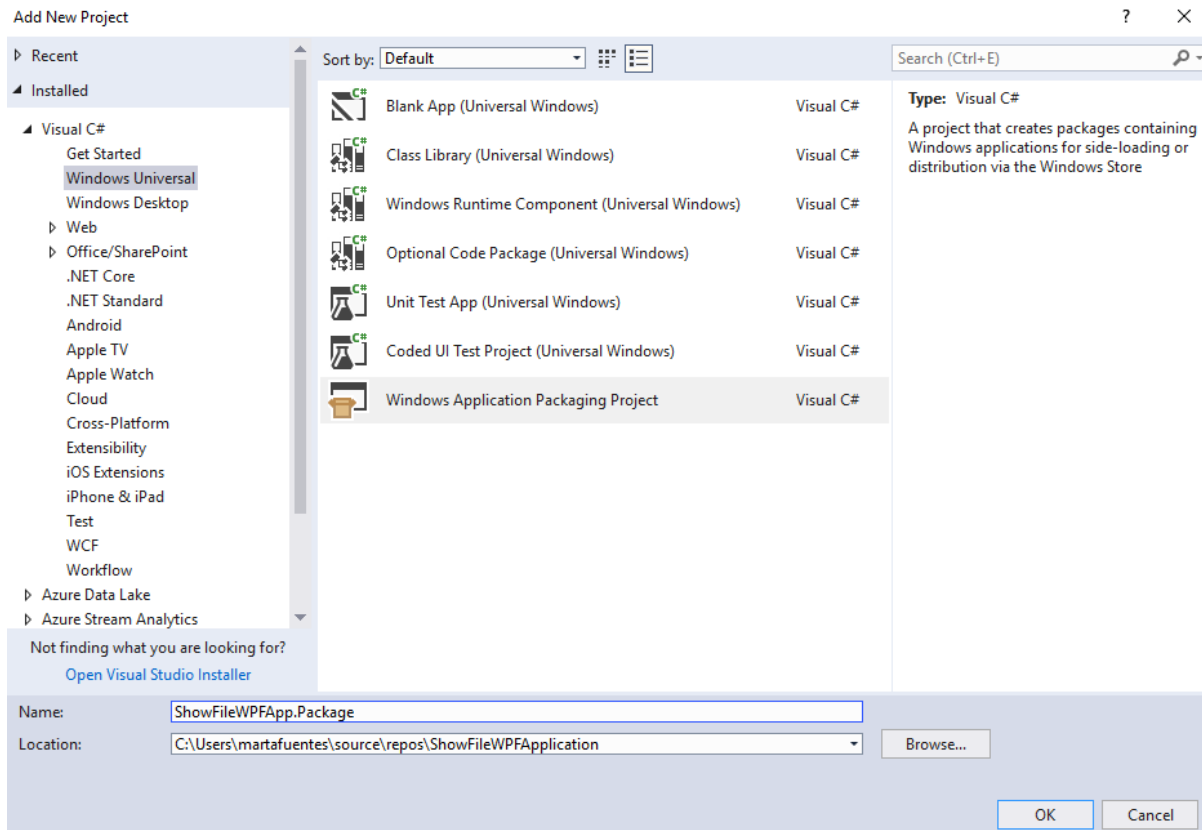 Add New Project
?
Recent
Installed
Visual C#
Get Started
Windows Universal
Windows Desktop
Web
Office/SharePoint
.NET Core
.NET Standard
Android
Apple TV
Apple Watch
Cloud
Cross-Platform
Extensibility
iOS Extensions
iPhone & iPad
Test
WCF
Workflow
Azure Data Lake
Azure Stream Analytics
Not finding what you are looking for?
Open Visual Studio Installer
Sort by: Default
C# Blank App (Universal Windows) Visual C#
C# Class Library (Universal Windows) Visual C#
C# Windows Runtime Component (Universal Windows) Visual C#
C# Optional Code Package (Universal Windows) Visual C#
C# Unit Test App (Universal Windows) Visual C#
C# Coded UI Test Project (Universal Windows) Visual C#
Windows Application Packaging Project Visual C#
Search (Ctrl+E)
Type: Visual C#
A project that creates packages containing
Windows applications for side-loading or
distribution via the Windows Store
Name: ShowFileWPFApp.Package
Location: C:\Users\martafuentes\source\repos\ShowFileWPFApplication
Browse...
OK
Cancel